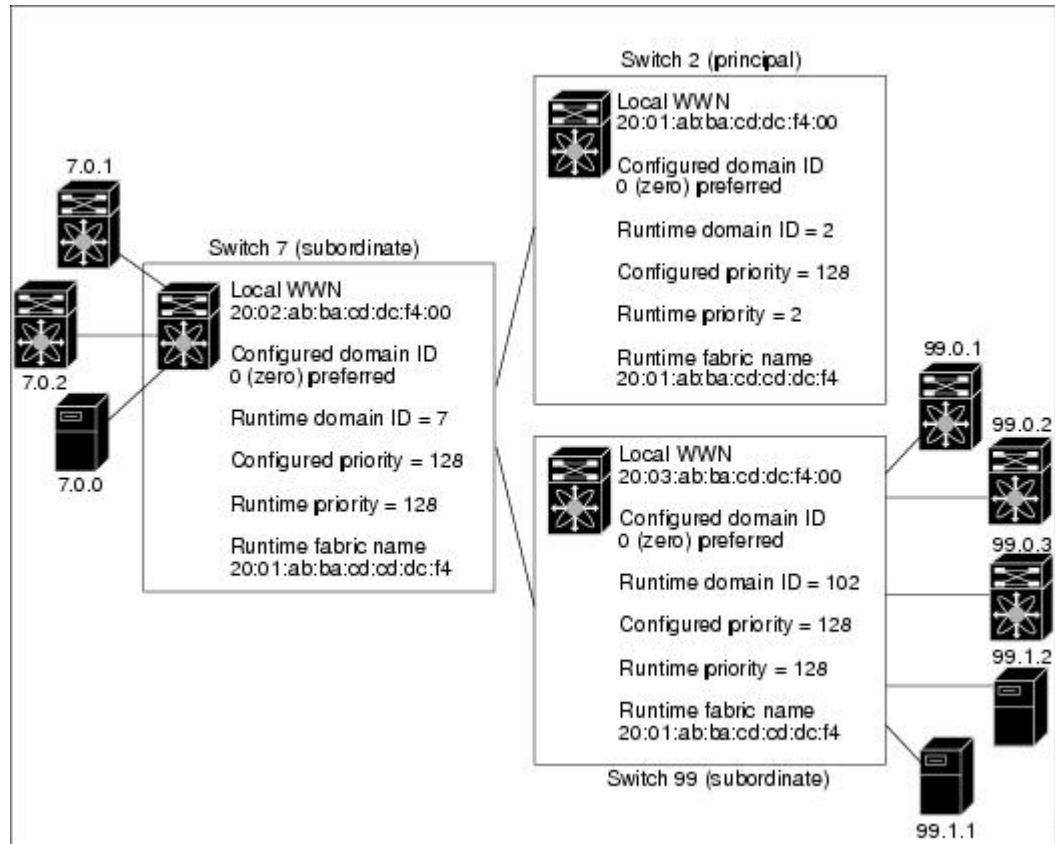 Switch 2 (principal)
Local WWN
20:01:ab:ba:cd:dc:f4:00
Configured domain ID
0 (zero) preferred
Runtime domain ID = 2
Configured priority = 128
Runtime priority = 2
Runtime fabric name
20:01:ab:ba:cd:cd:dc:f4
7.0.1
7.0.2
7.0.0
Switch 7 (subordinate)
Local WWN
20:02:ab:ba:cd:dc:f4:00
Configured domain ID
0 (zero) preferred
Runtime domain ID = 7
Configured priority = 128
Runtime priority = 128
Runtime fabric name
20:01:ab:ba:cd:cd:dc:f4
Local WWN
20:03:ab:ba:cd:dc:f4:00
Configured domain ID
0 (zero) preferred
Runtime domain ID = 102
Configured priority = 128
Runtime priority = 128
Runtime fabric name
20:01:ab:ba:cd:cd:dc:f4
Switch 99 (subordinate)
99.0.1
99.0.2
99.0.3
99.1.2
99.1.1